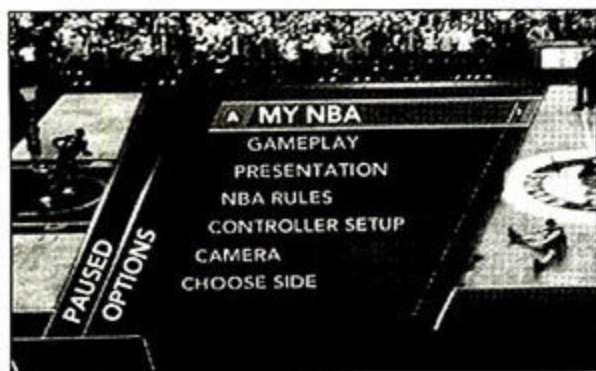 A MY NBA
GAMEPLAY
PRESENTATION
NBA RULES
CONTROLLER SETUP
CAMERA
CHOOSE SIDE
PAUSED
OPTIONS